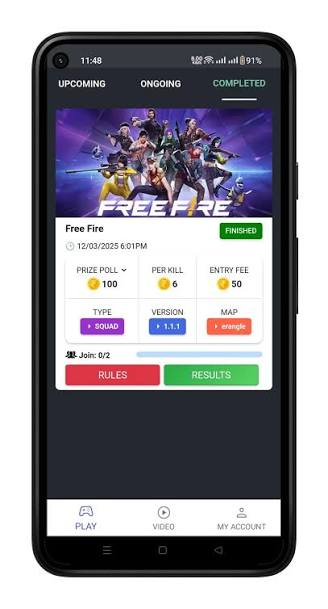 11:48
91%
UPCOMING ONGOING COMPLETED
FREE FIRE
Free Fire
FINISHED
12/03/2025 6:01PM
PRIZE POLL PER KILL ENTRY FEE
100 6 50
TYPE VERSION MAP
SQUAD 1.1.1 erangle
Join: 0/2
RULES RESULTS
PLAY VIDEO MY ACCOUNT